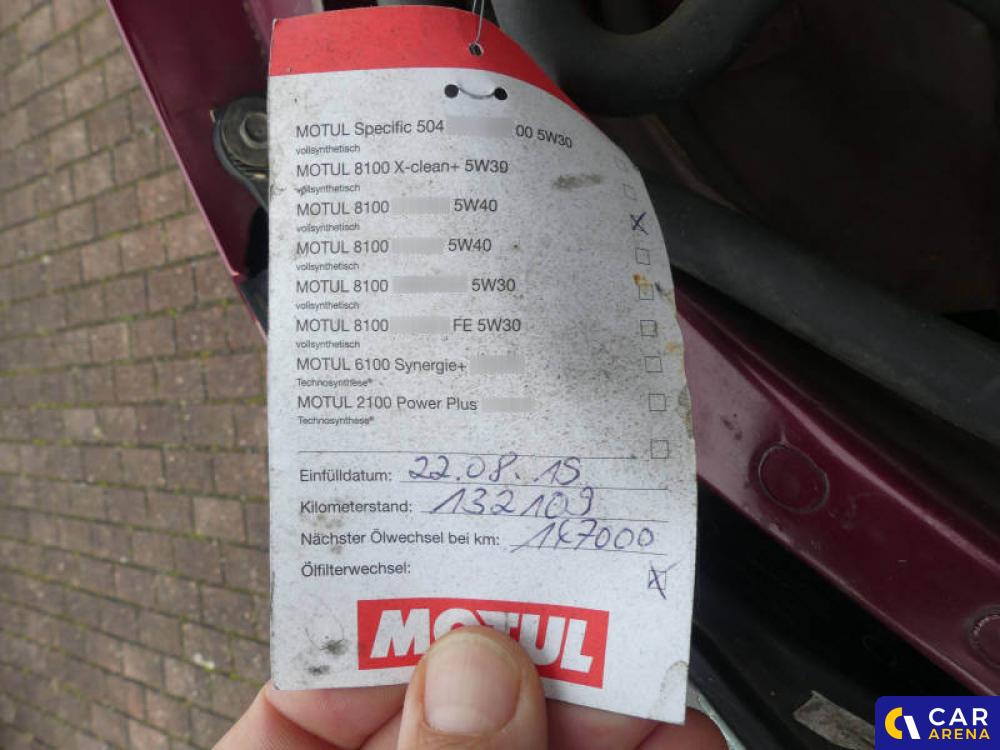 MOTUL Specific 504 00 5W30
vollsynthetisch
MOTUL 8100 X-clean+ 5W30
vollsynthetisch
MOTUL 8100 5W40
vollsynthetisch
MOTUL 8100 5W40
vollsynthetisch
MOTUL 8100 5W30
vollsynthetisch
MOTUL 8100 FE 5W30
vollsynthetisch
MOTUL 6100 Synergie+
Technosynthese®
MOTUL 2100 Power Plus
Technosynthese®
Einfülldatum: 22.08.15
Kilometerstand: 132109
Nächster Ölwechsel bei km: 147000
Ölfilterwechsel:
MOTUL
CAR
ARENA